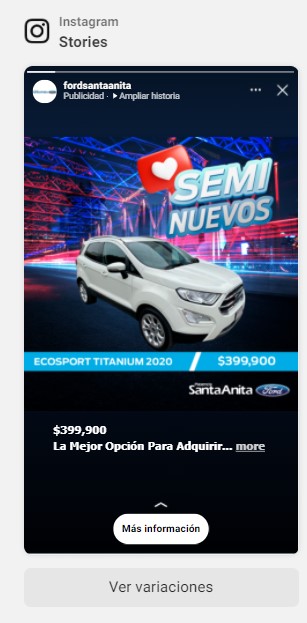 Instagram
Stories
fordsantaanita
Publicidad · Ampliar historia
SEMI
NUEVOS
ECOSPORT TITANIUM 2020 / $399,900
SantaAnita Ford
$399,900
La Mejor Opción Para Adquirir... more
Más información
Ver variaciones